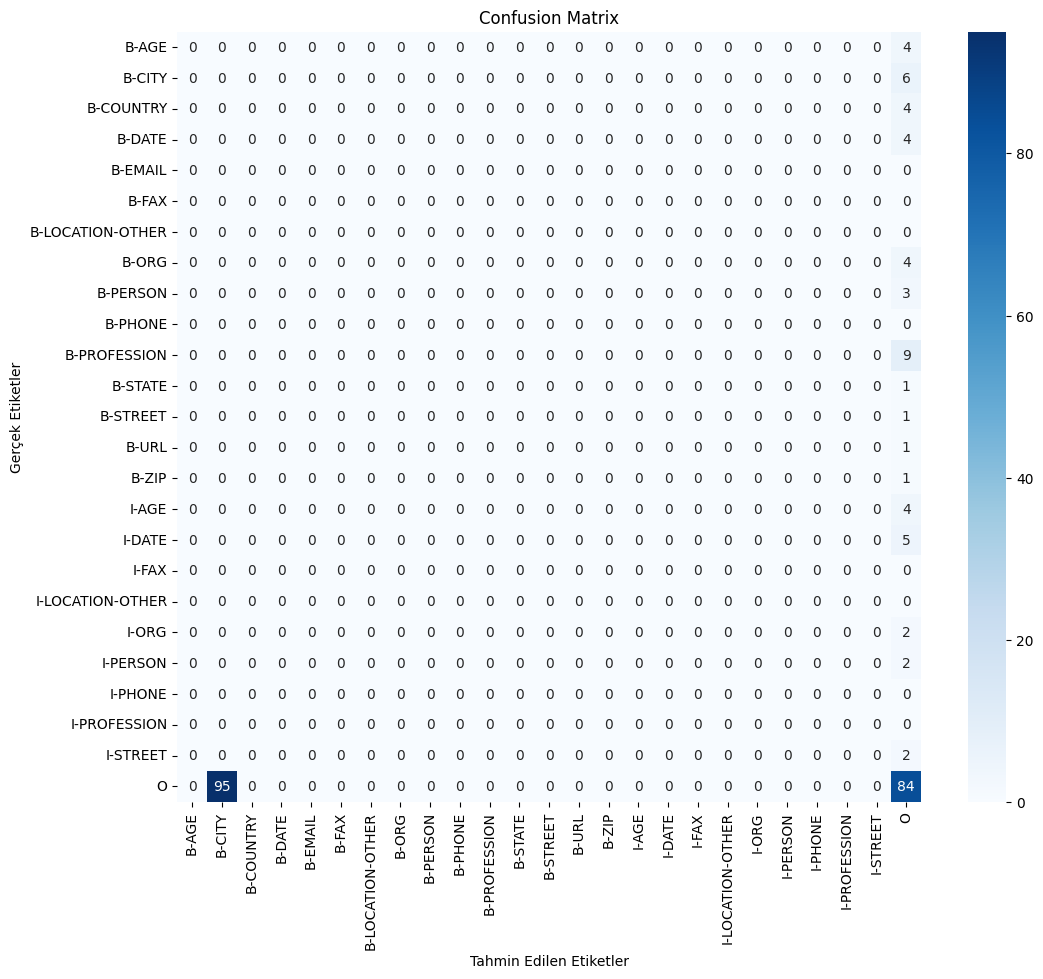 Confusion Matrix
Gerçek Etiketler
B-AGE 0 0 0 0 0 0 0 0 0 0 0 0 0 0 0 0 0 0 0 0 0 0 0 0 4
B-CITY 0 0 0 0 0 0 0 0 0 0 0 0 0 0 0 0 0 0 0 0 0 0 0 0 6
B-COUNTRY 0 0 0 0 0 0 0 0 0 0 0 0 0 0 0 0 0 0 0 0 0 0 0 0 4
B-DATE 0 0 0 0 0 0 0 0 0 0 0 0 0 0 0 0 0 0 0 0 0 0 0 0 4
B-EMAIL 0 0 0 0 0 0 0 0 0 0 0 0 0 0 0 0 0 0 0 0 0 0 0 0 0
B-FAX 0 0 0 0 0 0 0 0 0 0 0 0 0 0 0 0 0 0 0 0 0 0 0 0 0
B-LOCATION-OTHER 0 0 0 0 0 0 0 0 0 0 0 0 0 0 0 0 0 0 0 0 0 0 0 0 0
B-ORG 0 0 0 0 0 0 0 0 0 0 0 0 0 0 0 0 0 0 0 0 0 0 0 0 4
B-PERSON 0 0 0 0 0 0 0 0 0 0 0 0 0 0 0 0 0 0 0 0 0 0 0 0 3
B-PHONE 0 0 0 0 0 0 0 0 0 0 0 0 0 0 0 0 0 0 0 0 0 0 0 0 0
B-PROFESSION 0 0 0 0 0 0 0 0 0 0 0 0 0 0 0 0 0 0 0 0 0 0 0 0 9
B-STATE 0 0 0 0 0 0 0 0 0 0 0 0 0 0 0 0 0 0 0 0 0 0 0 0 1
B-STREET 0 0 0 0 0 0 0 0 0 0 0 0 0 0 0 0 0 0 0 0 0 0 0 0 1
B-URL 0 0 0 0 0 0 0 0 0 0 0 0 0 0 0 0 0 0 0 0 0 0 0 0 1
B-ZIP 0 0 0 0 0 0 0 0 0 0 0 0 0 0 0 0 0 0 0 0 0 0 0 0 1
I-AGE 0 0 0 0 0 0 0 0 0 0 0 0 0 0 0 0 0 0 0 0 0 0 0 0 4
I-DATE 0 0 0 0 0 0 0 0 0 0 0 0 0 0 0 0 0 0 0 0 0 0 0 0 5
I-FAX 0 0 0 0 0 0 0 0 0 0 0 0 0 0 0 0 0 0 0 0 0 0 0 0 0
I-LOCATION-OTHER 0 0 0 0 0 0 0 0 0 0 0 0 0 0 0 0 0 0 0 0 0 0 0 0 0
I-ORG 0 0 0 0 0 0 0 0 0 0 0 0 0 0 0 0 0 0 0 0 0 0 0 0 2
I-PERSON 0 0 0 0 0 0 0 0 0 0 0 0 0 0 0 0 0 0 0 0 0 0 0 0 2
I-PHONE 0 0 0 0 0 0 0 0 0 0 0 0 0 0 0 0 0 0 0 0 0 0 0 0 0
I-PROFESSION 0 0 0 0 0 0 0 0 0 0 0 0 0 0 0 0 0 0 0 0 0 0 0 0 0
I-STREET 0 0 0 0 0 0 0 0 0 0 0 0 0 0 0 0 0 0 0 0 0 0 0 0 2
O 0 95 0 0 0 0 0 0 0 0 0 0 0 0 0 0 0 0 0 0 0 0 0 0 84
B-AGE
B-CITY
B-COUNTRY
B-DATE
B-EMAIL
B-FAX
B-LOCATION-OTHER
B-ORG
B-PERSON
B-PHONE
B-PROFESSION
B-STATE
B-STREET
B-URL
B-ZIP
I-AGE
I-DATE
I-FAX
I-LOCATION-OTHER
I-ORG
I-PERSON
I-PHONE
I-PROFESSION
I-STREET
O
Tahmin Edilen Etiketler
80
60
40
20
0